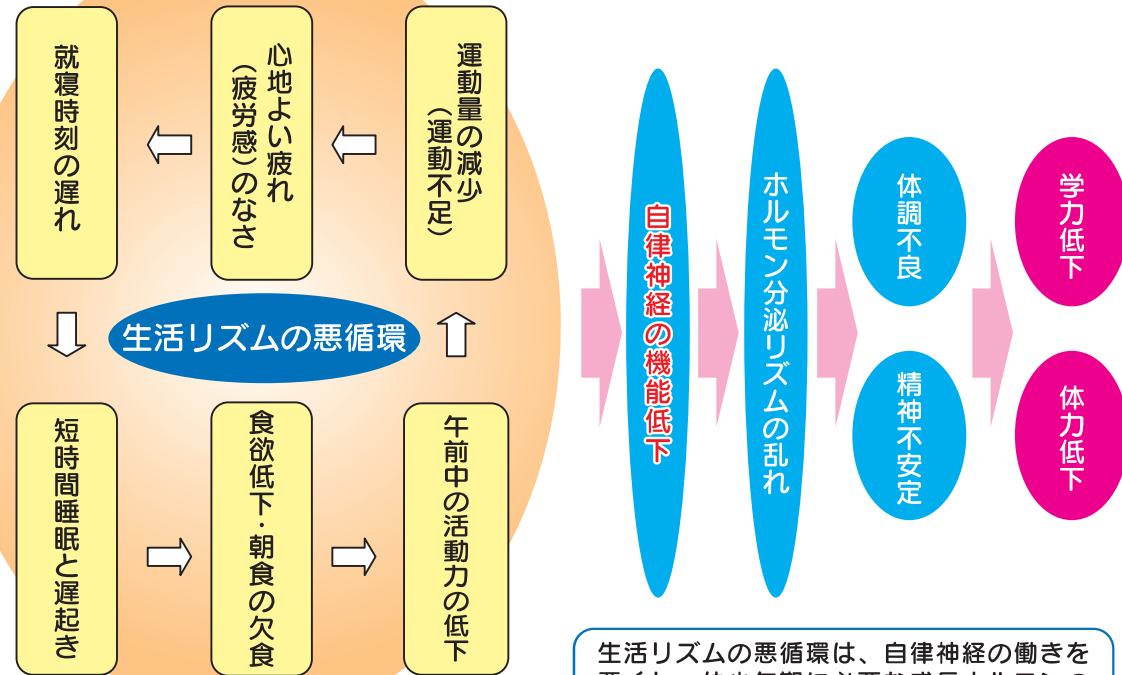 運動量の減少
（運動不足）
心地よい疲れ
（疲労感）のなさ
就寝時刻の遅れ
生活リズムの悪循環
短時間睡眠と遅起き
食欲低下・朝食の欠食
午前中の活動力の低下
自律神経の機能低下
ホルモン分泌リズムの乱れ
体調不良
精神不安定
学力低下
体力低下
生活リズムの悪循環は、自律神経の働きを